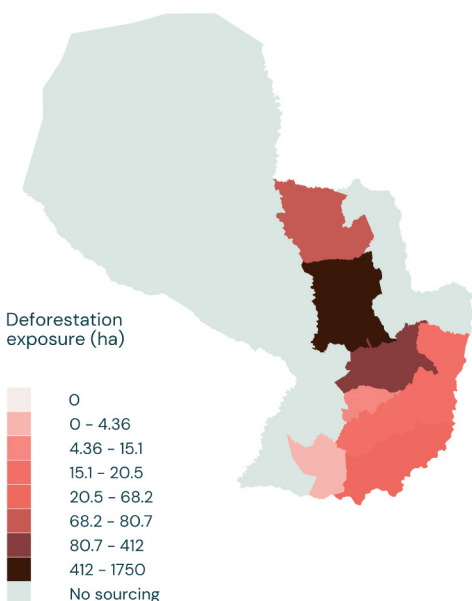 Deforestation
exposure (ha)
0
0 – 4.36
4.36 – 15.1
15.1 – 20.5
20.5 – 68.2
68.2 – 80.7
80.7 – 412
412 – 1750
No sourcing